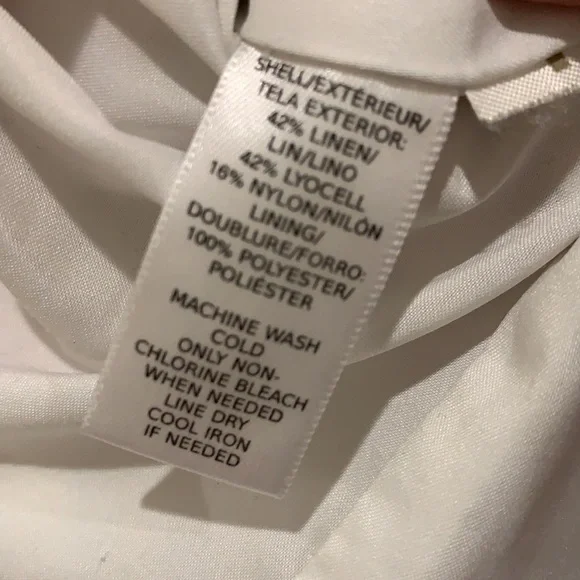 SHELL/EXTÉRIEUR/
TELA EXTERIOR:
42% LINEN/
LIN/LINO
42% LYOCELL
16% NYLON/NILÓN
LINING/
DOUBLURE/FORRO:
100% POLYESTER/
POLIÉSTER
MACHINE WASH
COLD
ONLY NON-
CHLORINE BLEACH
WHEN NEEDED
LINE DRY
COOL IRON
IF NEEDED